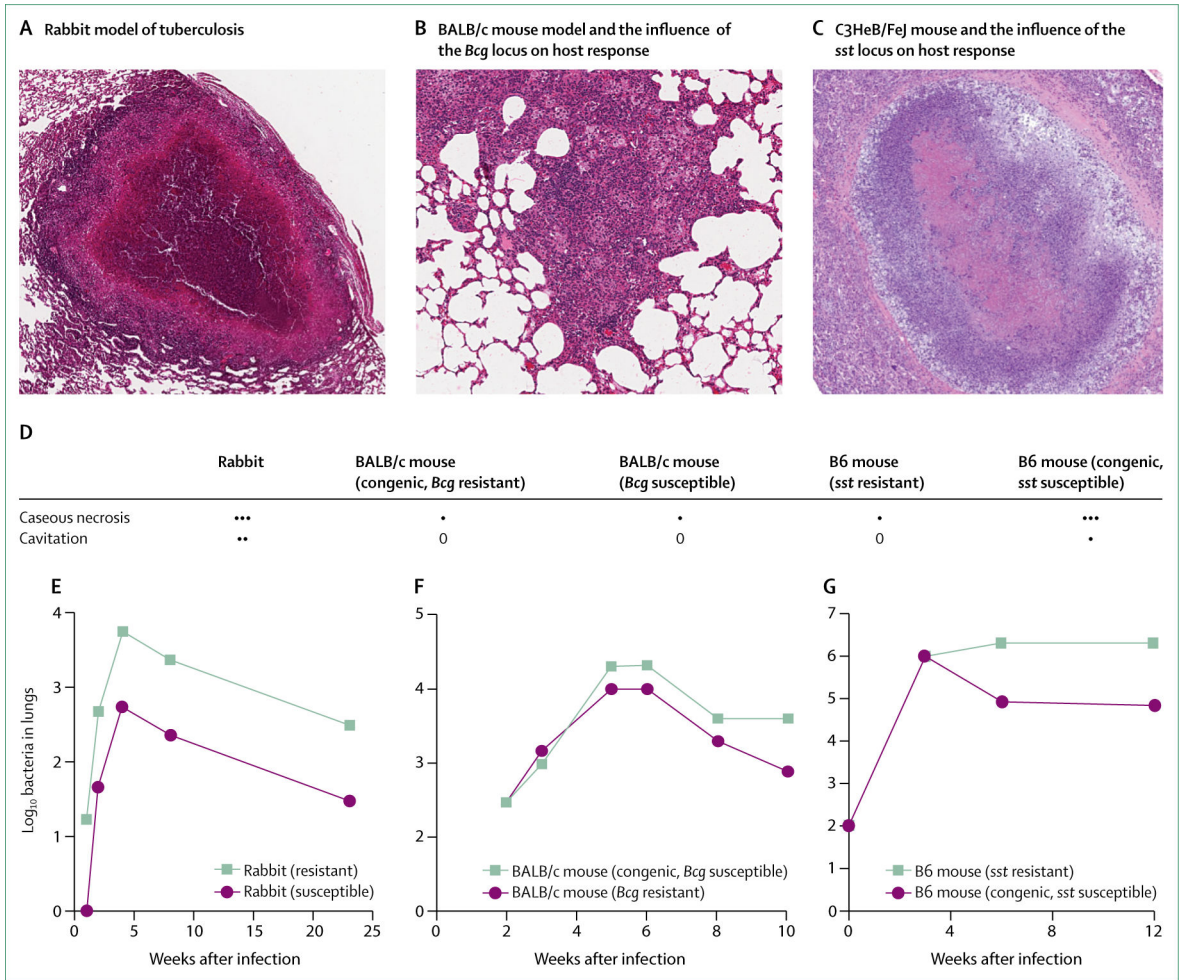 A Rabbit model of tuberculosis
B BALB/c mouse model and the influence of
the Bcg locus on host response
C C3HeB/FeJ mouse and the influence of the
sst locus on host response
D
Rabbit
BALB/c mouse
(congenic, Bcg resistant)
BALB/c mouse
(Bcg susceptible)
B6 mouse
(sst resistant)
B6 mouse (congenic,
sst susceptible)
Caseous necrosis ••• • • • •••
Cavitation •• 0 0 0 •
E
4
3
2
1
0
Log₁₀ bacteria in lungs
0 5 10 15 20 25
Weeks after infection
Rabbit (resistant)
Rabbit (susceptible)
F
5
4
3
2
0
0 2 4 6 8 10
Weeks after infection
BALB/c mouse (congenic, Bcg susceptible)
BALB/c mouse (Bcg resistant)
G
7
6
5
4
3
2
1
0
0 4 8 12
Weeks after infection
B6 mouse (sst resistant)
B6 mouse (congenic, sst susceptible)